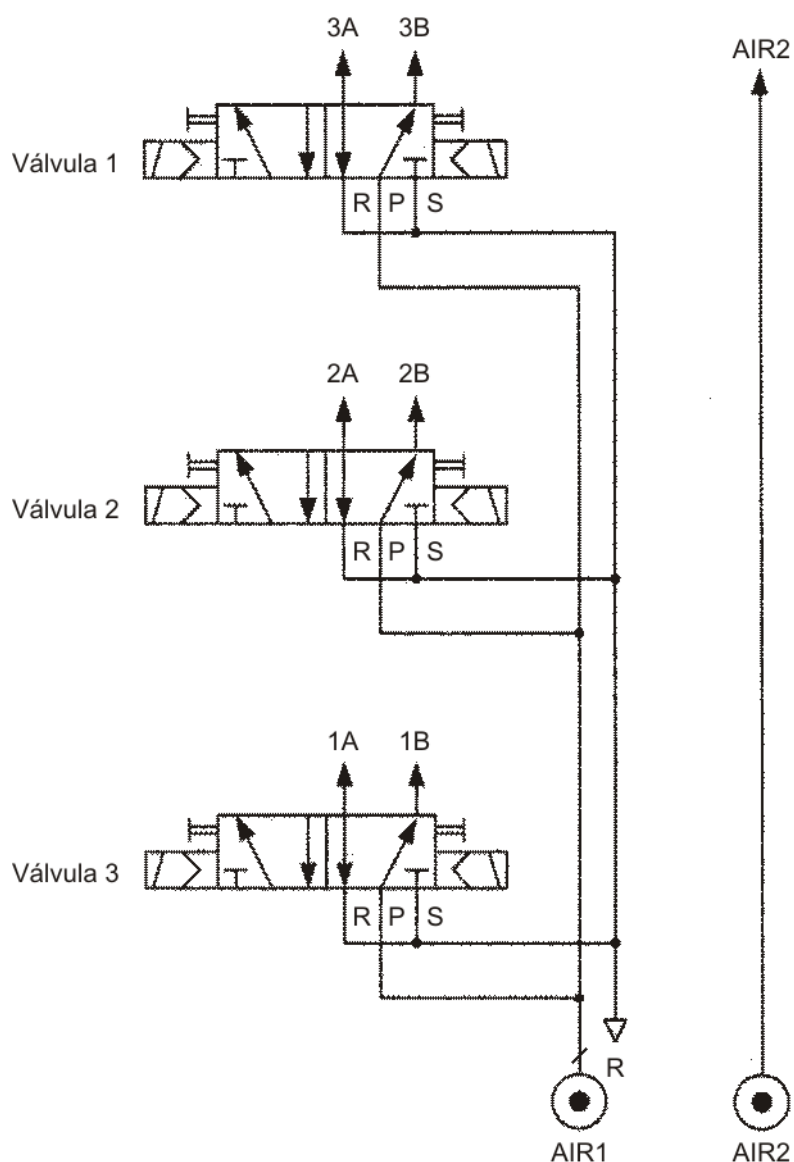 3A 3B
AIR2
Válvula 1
R P S
2A 2B
Válvula 2
R P S
1A 1B
Válvula 3
R P S
R
AIR1 AIR2